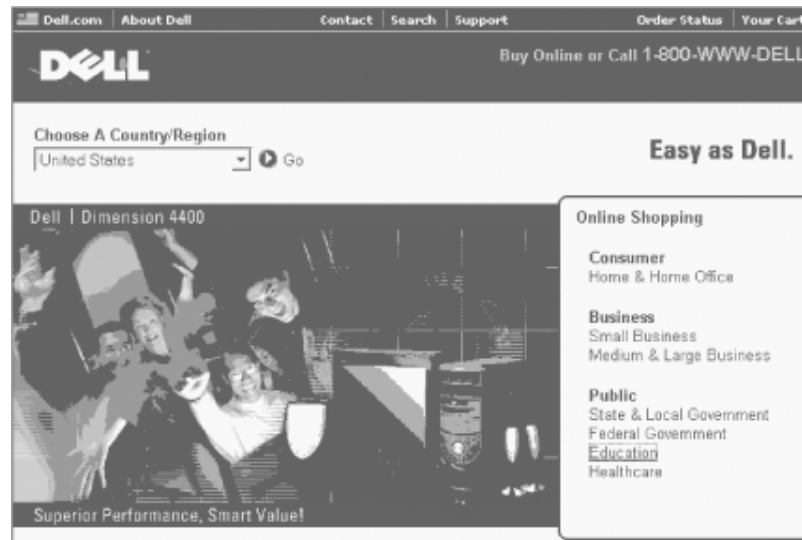 Dell.com | About Dell Contact | Search | Support Order Status | Your Cart
DELL
Buy Online or Call 1-800-WWW-DELL
Choose A Country/Region
United States Go
Easy as Dell.
Dell | Dimension 4400
Superior Performance, Smart Value!
Online Shopping
Consumer
Home & Home Office
Business
Small Business
Medium & Large Business
Public
State & Local Government
Federal Government
Education
Healthcare